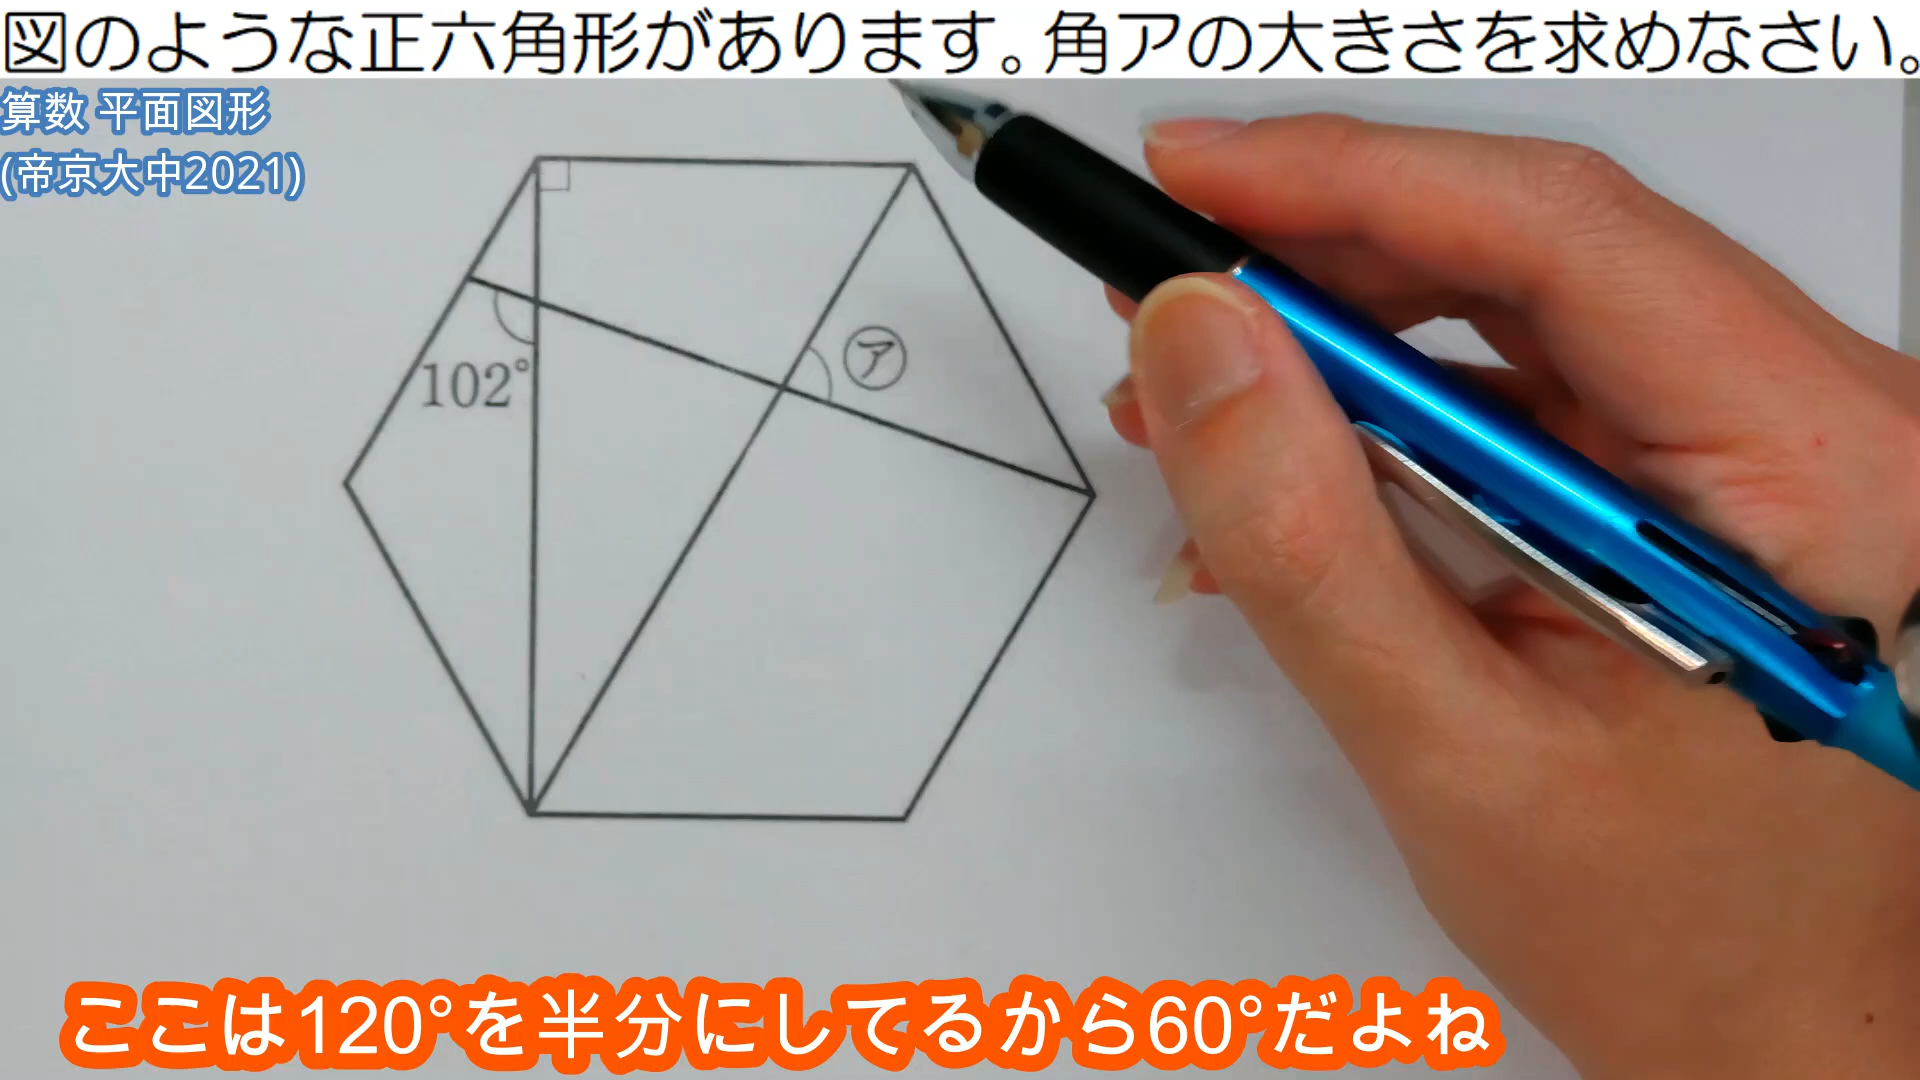 図のような正六角形があります。角アの大きさを求めなさい。
算数 平面図形
(帝京大中2021)
ア
102°
ここは120°を半分にしてるから60°だよね